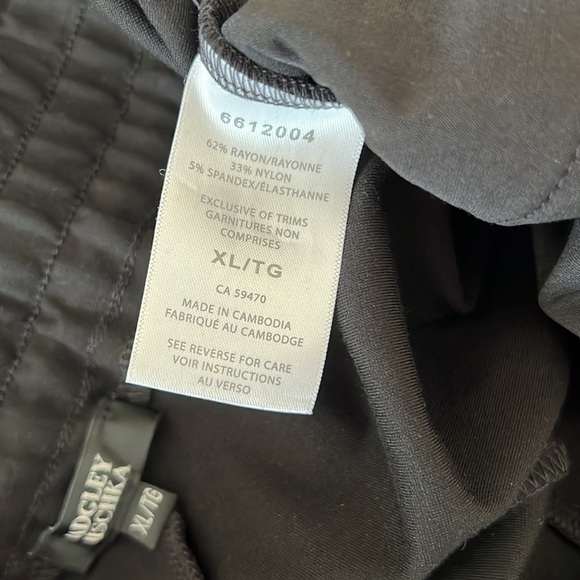 6612004
62% RAYON/RAYONNE
33% NYLON
5% SPANDEX/ÉLASTHANNE
EXCLUSIVE OF TRIMS
GARNITURES NON
COMPRISES
XL/TG
CA 59470
MADE IN CAMBODIA
FABRIQUÉ AU CAMBODGE
SEE REVERSE FOR CARE
VOIR INSTRUCTIONS
AU VERSO
XL/TG